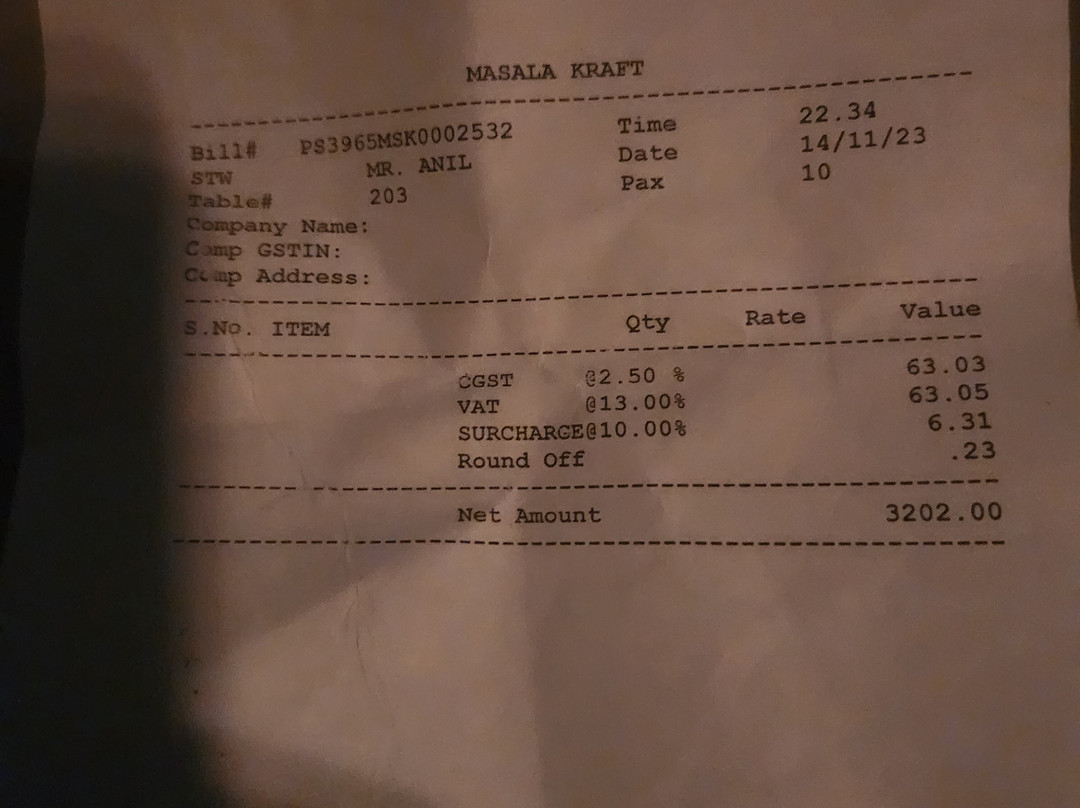 MASALA KRAFT
Bill# PS3965MSK0002532 Time 22.34
STW MR. ANIL Date 14/11/23
Table# 203 Pax 10
Company Name:
Comp GSTIN:
Comp Address:
S.No. ITEM Qty Rate Value
CGST @2.50 % 63.03
VAT @13.00% 63.05
SURCHARGE@10.00% 6.31
Round Off .23
Net Amount 3202.00